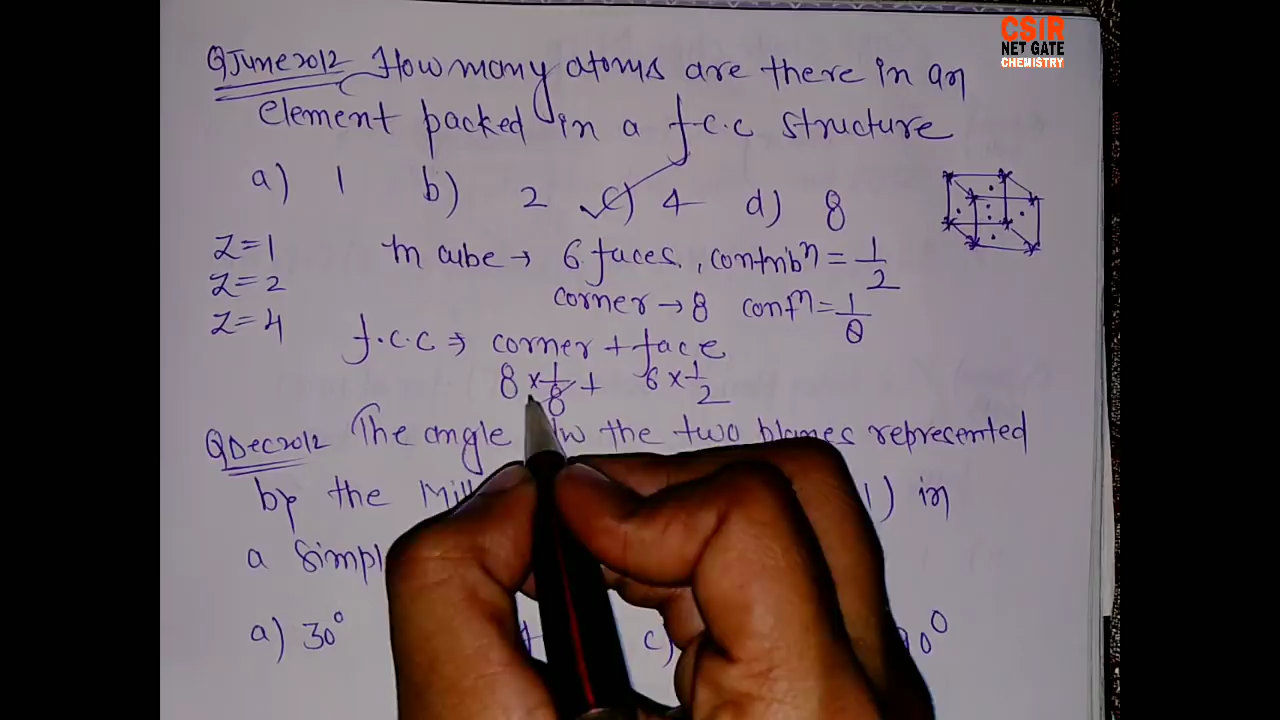 CSIR
NET GATE
CHEMISTRY
Q June 2012 How many atoms are there in an
element packed in a f.c.c structure
a) 1 b) 2 c) 4 d) 8
Z=1
Z=2
Z=4
In cube → 6 faces, contribⁿ = 1/2
corner → 8 contⁿ = 1/8
f.c.c ⇒ corner + face
8 × 1/8 + 6 × 1/2
Q Dec 2012 The angle b/w the two planes represented
by the 1) in
a
a) 30° c)